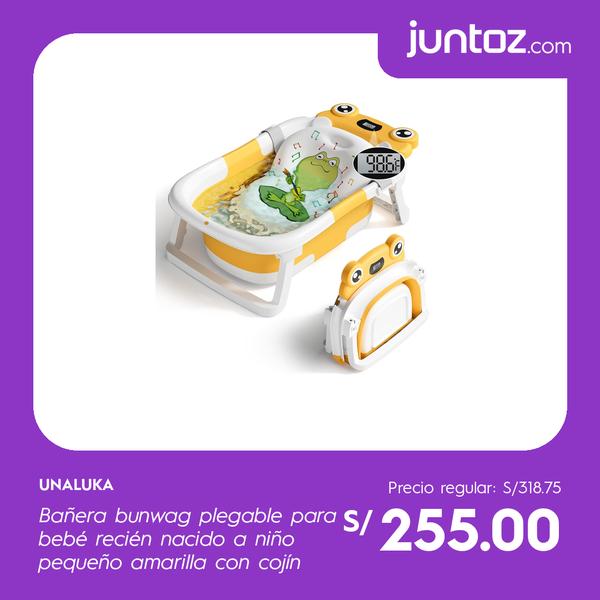 juntoz.com
98.6°F
UNALUKA
Bañera bunwag plegable para
bebé recién nacido a niño
pequeño amarilla con cojín
Precio regular: S/318.75
S/ 255.00